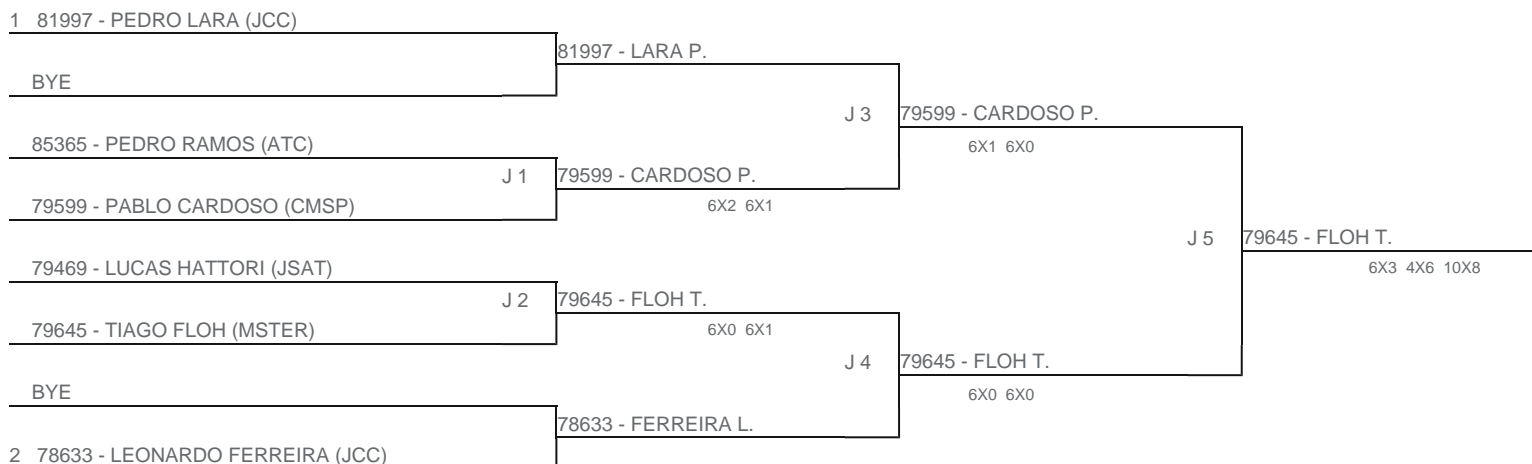 1 81997 - PEDRO LARA (JCC)
81997 - LARA P.
BYE
J 3
79599 - CARDOSO P.
85365 - PEDRO RAMOS (ATC)
6X1 6X0
J 1
79599 - CARDOSO P.
79599 - PABLO CARDOSO (CMSP)
6X2 6X1
J 5
79645 - FLOH T.
79469 - LUCAS HATTORI (JSAT)
6X3 4X6 10X8
J 2
79645 - FLOH T.
79645 - TIAGO FLOH (MSTER)
6X0 6X1
J 4
79645 - FLOH T.
BYE
6X0 6X0
78633 - FERREIRA L.
2 78633 - LEONARDO FERREIRA (JCC)